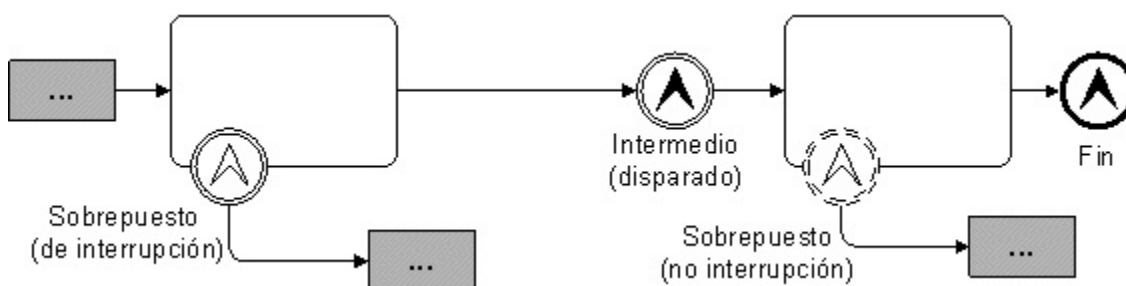 ...
Intermedio
(disparado)
Fin
Sobrepuesto
(de interrupción)
...
Sobrepuesto
(no interrupción)
...